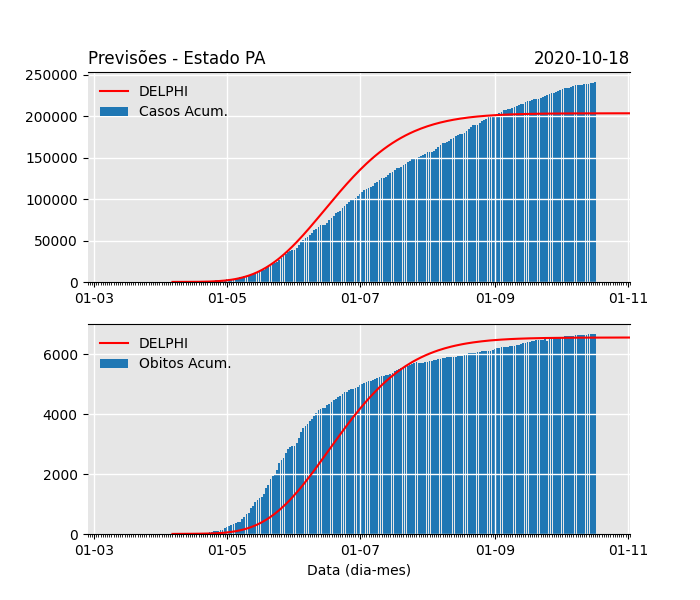 Previsões - Estado PA 2020-10-18
250000
200000
150000
100000
50000
0
DELPHI
Casos Acum.
01-03 01-05 01-07 01-09 01-11
6000
4000
2000
0
DELPHI
Obitos Acum.
01-03 01-05 01-07 01-09 01-11
Data (dia-mes)